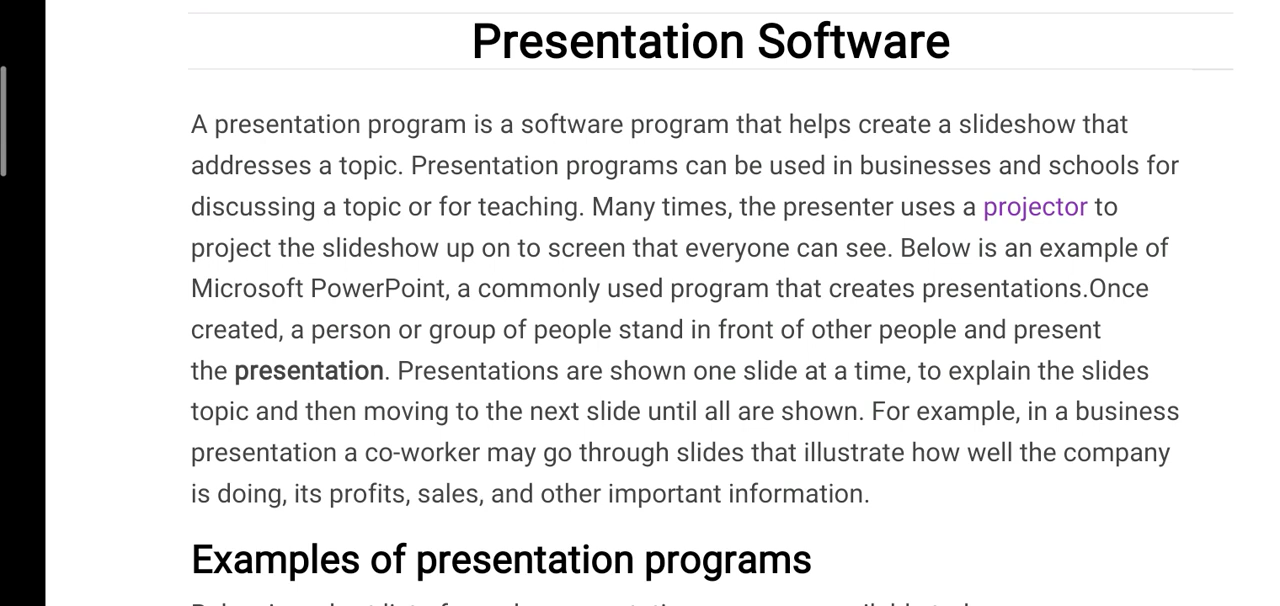 Presentation Software
A presentation program is a software program that helps create a slideshow that
addresses a topic. Presentation programs can be used in businesses and schools for
discussing a topic or for teaching. Many times, the presenter uses a projector to
project the slideshow up on to screen that everyone can see. Below is an example of
Microsoft PowerPoint, a commonly used program that creates presentations.Once
created, a person or group of people stand in front of other people and present
the presentation. Presentations are shown one slide at a time, to explain the slides
topic and then moving to the next slide until all are shown. For example, in a business
presentation a co-worker may go through slides that illustrate how well the company
is doing, its profits, sales, and other important information.
Examples of presentation programs